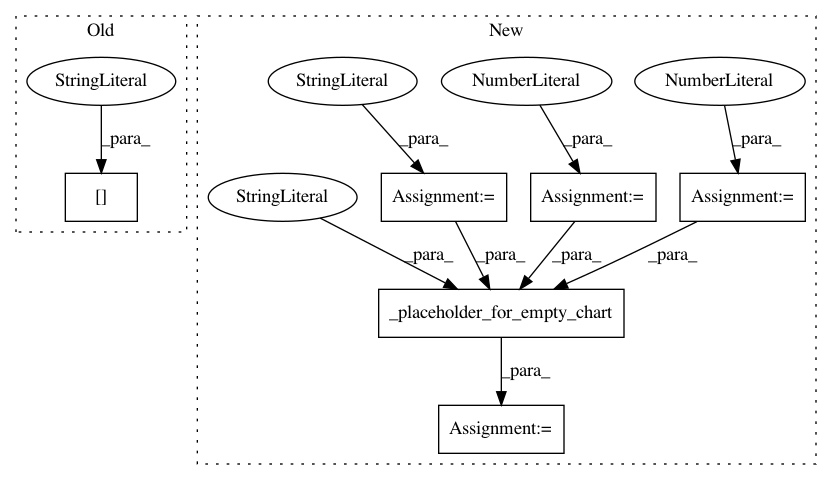 Old
New
StringLiteral
StringLiteral
NumberLiteral
NumberLiteral
_para_
_para_
_para_
_para_
[]
StringLiteral
Assignment:=
Assignment:=
Assignment:=
_para_
_para_
_para_
_para_
_placeholder_for_empty_chart
_para_
Assignment:=